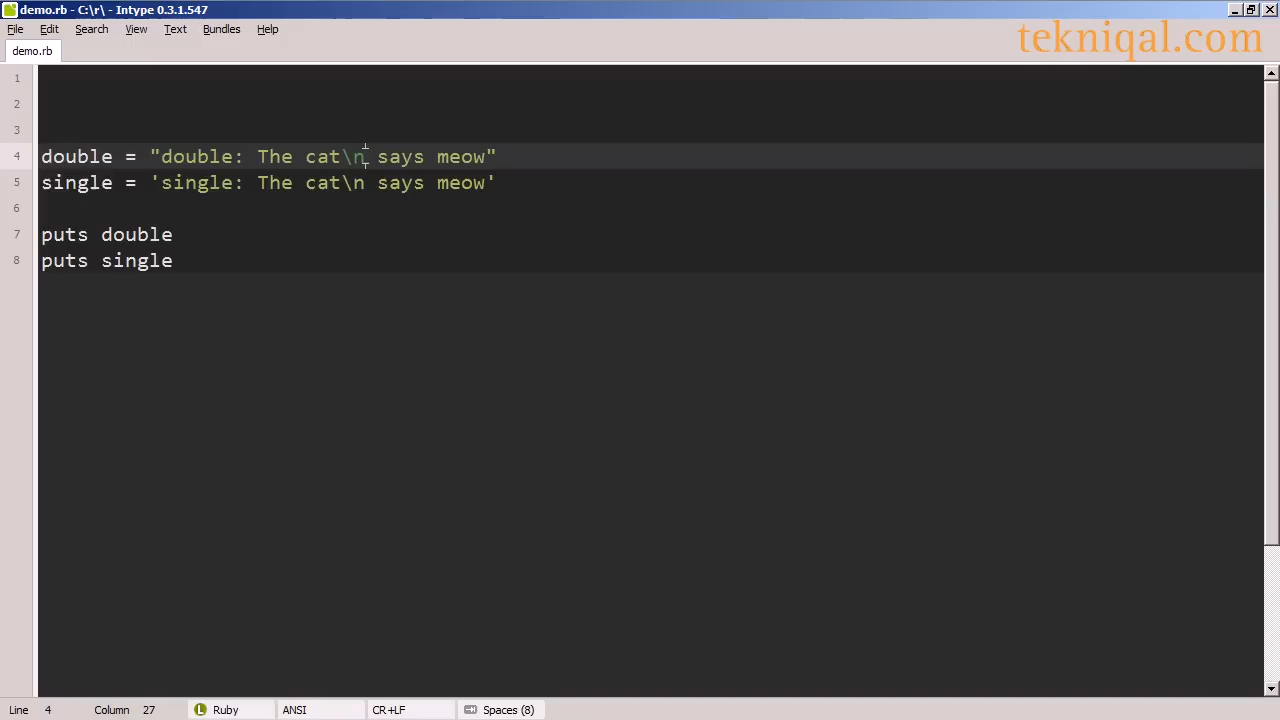 demo.rb - C:\r\ - Intype 0.3.1.547
File Edit Search View Text Bundles Help
tekniqal.com
demo.rb
1
2
3
4 double = "double: The cat\n says meow"
5 single = 'single: The cat\n says meow'
6
7 puts double
8 puts single
Line 4 Column 27 L Ruby ANSI CR+LF Spaces (8)